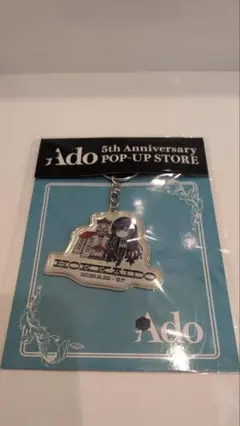 Ado
5th Anniversary
POP-UP STORE
HOKKAIDO
Ado